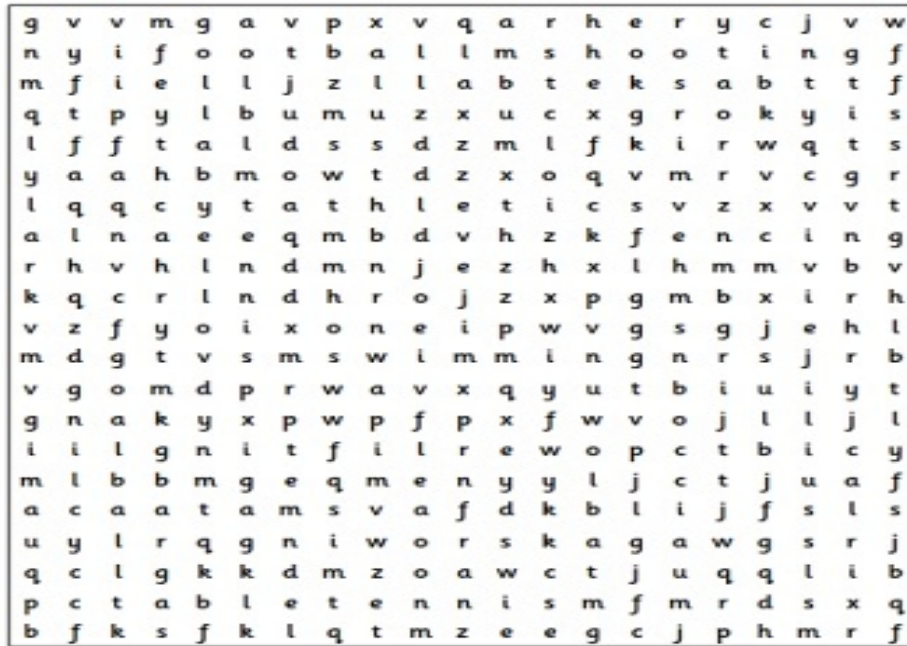 g v v m g a v p x v q a r h e r y c j v w
n y i f o o t b a l l m s h o o t i n g f
m f i e l l j z l l a b t e k s a b t t f
q t p y l b u m u z x u c x g r o k y i s
l f f t a l d s s d z m l f k i r w q t s
y a a h b m o w t d z x o q v m r v c g r
l q q c y t a t h l e t i c s v z x v v t
a l n a e e q m b d v h z k f e n c i n g
r h v h l n d m n j e z h x l h m m v b v
k q c r l n d h r o j z x p g m b x i r h
v z f y o i x o n e i p w v g s g j e h l
m d g t v s m s w i m m i n g n r s j r b
v g o m d p r w a v x q y u t b i u i y t
g n a k y x p w p f p x f w v o j l l j l
i i l g n i t f i l r e w o p c t b i c y
m l b b m g e q m e n y y l j c t j u a f
a c a a t a m s v a f d k b l i j f s l s
u y l r q g n i w o r s k a g a w g s r j
q c l g k k d m z o a w c t j u q q l i b
p c t a b l e t e n n i s m f m r d s x q
b f k s f k l q t m z e e g c j p h m r f